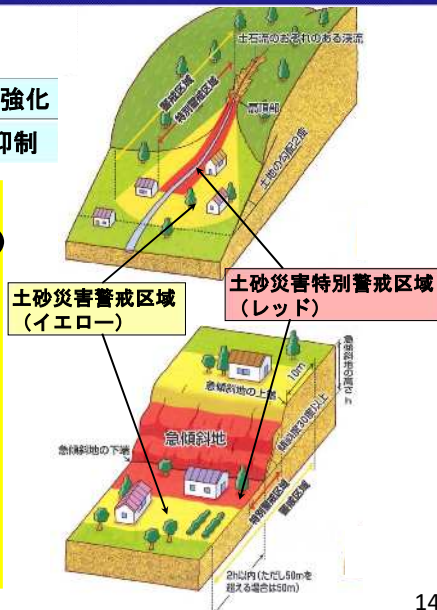 強化
抑制
土石流のおそれのある渓流
警戒区域
特別警戒区域
扇頂部
土地の勾配2度
土砂災害警戒区域
（イエロー）
土砂災害特別警戒区域
（レッド）
急傾斜地の上端
10m
急傾斜地の高さh
急傾斜地
傾斜度30度以上
急傾斜地の下端
特別警戒区域
警戒区域
2h以内(ただし50mを
超える場合は50m)
14